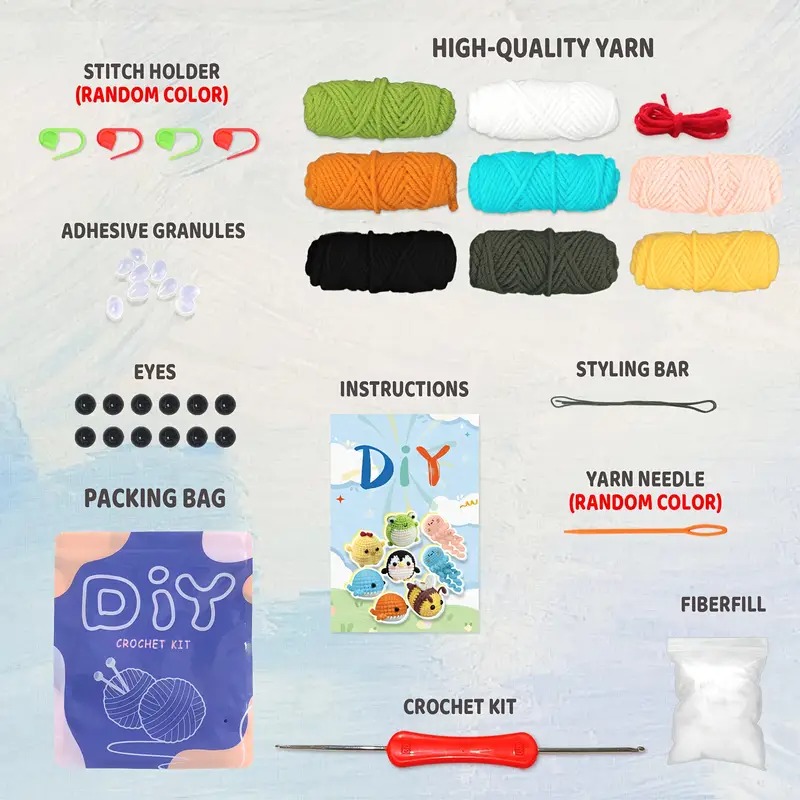 HIGH-QUALITY YARN
STITCH HOLDER
(RANDOM COLOR)
ADHESIVE GRANULES
EYES
INSTRUCTIONS
DiY
STYLING BAR
YARN NEEDLE
(RANDOM COLOR)
PACKING BAG
DiY
CROCHET KIT
FIBERFILL
CROCHET KIT